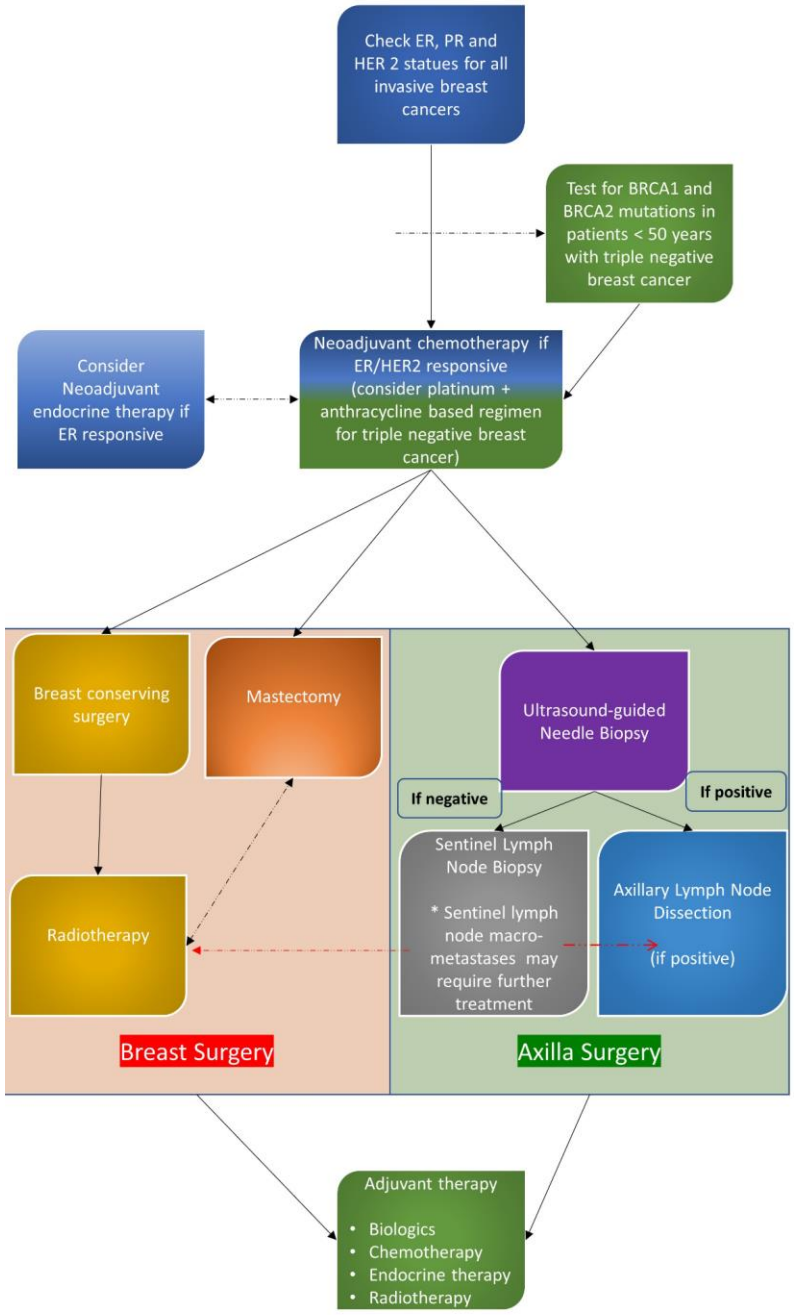 Check ER, PR and
HER 2 statues for all
invasive breast
cancers
Test for BRCA1 and
BRCA2 mutations in
patients < 50 years
with triple negative
breast cancer
Consider
Neoadjuvant
endocrine therapy if
ER responsive
Neoadjuvant chemotherapy if
ER/HER2 responsive
(consider platinum +
anthracycline based regimen
for triple negative breast
cancer)
Breast conserving
surgery
Mastectomy
Ultrasound-guided
Needle Biopsy
If negative
If positive
Radiotherapy
Sentinel Lymph
Node Biopsy
* Sentinel lymph
node macro-
metastases may
require further
treatment
Axillary Lymph Node
Dissection
(if positive)
Breast Surgery
Axilla Surgery
Adjuvant therapy
• Biologics
• Chemotherapy
• Endocrine therapy
• Radiotherapy